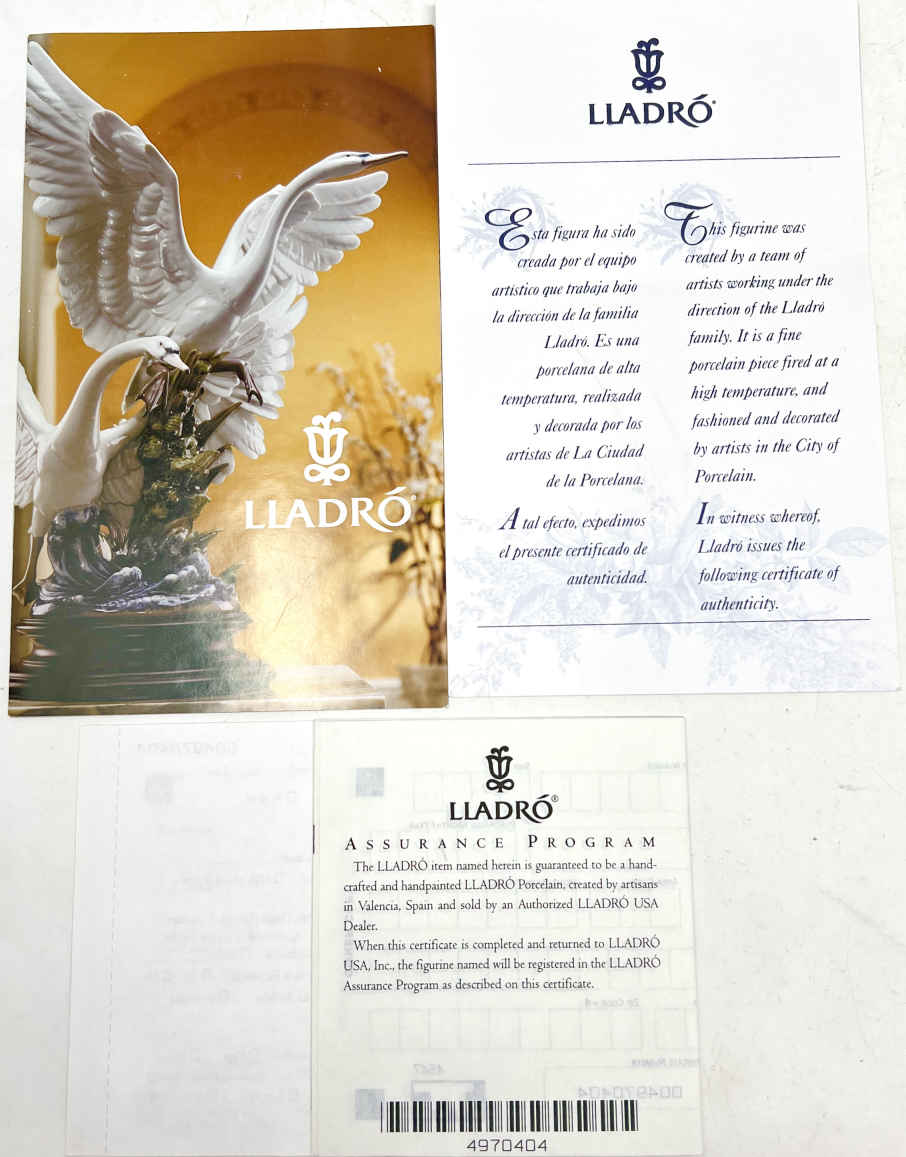 LLADRÓ®
LLADRÓ®
Esta figura ha sido
creada por el equipo
artístico que trabaja bajo
la dirección de la familia
Lladró. Es una
porcelana de alta
temperatura, realizada
y decorada por los
artistas de La Ciudad
de la Porcelana.
A tal efecto, expedimos
el presente certificado de
autenticidad.
This figurine was
created by a team of
artists working under the
direction of the Lladró
family. It is a fine
porcelain piece fired at a
high temperature, and
fashioned and decorated
by artists in the City of
Porcelain.
In witness whereof,
Lladró issues the
following certificate of
authenticity.
LLADRÓ®
ASSURANCE PROGRAM
The LLADRÓ item named herein is guaranteed to be a hand-
crafted and handpainted LLADRÓ Porcelain, created by artisans
in Valencia, Spain and sold by an Authorized LLADRÓ USA
Dealer.
When this certificate is completed and returned to LLADRÓ
USA, Inc., the figurine named will be registered in the LLADRÓ
Assurance Program as described on this certificate.
Zip Code + 4
4547
004970404
4970404